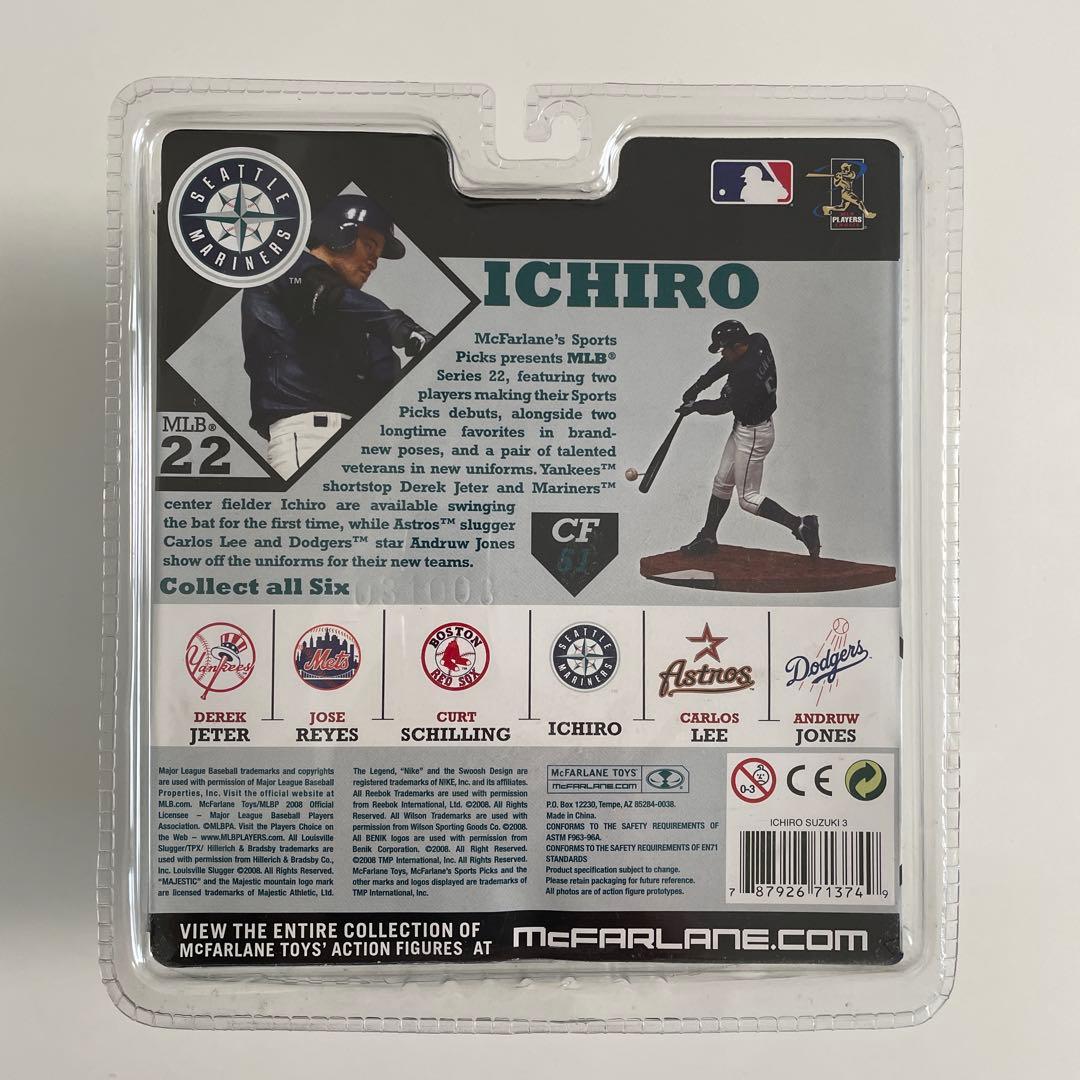 SEATTLE
MARINERS
TM
PLAYERS
CHOICE
ICHIRO
McFarlane's Sports
Picks presents MLB®
Series 22, featuring two
players making their Sports
Picks debuts, alongside two
longtime favorites in brand-
new poses, and a pair of talented
veterans in new uniforms. Yankees™
shortstop Derek Jeter and Mariners™
center fielder Ichiro are available swinging
the bat for the first time, while Astros™ slugger
Carlos Lee and Dodgers™ star Andruw Jones
show off the uniforms for their new teams.
MLB®
22
CF
51
Collect all Six
Yankees
Mets
BOSTON
RED SOX
SEATTLE
MARINERS
Astros
Dodgers
DEREK
JETER
JOSE
REYES
CURT
SCHILLING
ICHIRO
CARLOS
LEE
ANDRUW
JONES
Major League Baseball trademarks and copyrights
are used with permission of Major League Baseball
Properties, Inc. Visit the official website at
MLB.com. McFarlane Toys/MLBP 2008 Official
Licensee – Major League Baseball Players
Association. ©MLBPA. Visit the Players Choice on
the Web – www.MLBPLAYERS.com. All Louisville
Slugger/TPX/ Hillerich & Bradsby trademarks are
used with permission from Hillerich & Bradsby Co.,
Inc. Louisville Slugger ©2008. All Rights Reserved.
"MAJESTIC" and the Majestic mountain logo mark
are licensed trademarks of Majestic Athletic, Ltd.
The Legend, "Nike" and the Swoosh Design are
registered trademarks of NIKE, Inc. and its affiliates.
All Reebok Trademarks are used with permission
from Reebok International, Ltd. ©2008. All Rights
Reserved. All Wilson Trademarks are used with
permission from Wilson Sporting Goods Co. ©2008.
All BENIK logos are used with permission from
Benik Corporation. ©2008. All Right Reserved.
©2008 TMP International, Inc. All Rights Reserved.
McFarlane Toys, McFarlane's Sports Picks and the
other marks and logos displayed are trademarks of
TMP International, Inc.
McFARLANE TOYS™
McFARLANE.COM
P.O. Box 12230, Tempe, AZ 85284-0038.
Made in China.
CONFORMS TO THE SAFETY REQUIREMENTS OF
ASTM F963-96A.
CONFORMS TO THE SAFETY REQUIREMENTS OF EN71
STANDARDS
Product specification subject to change.
Please retain packaging for future reference.
All photos are of action figure prototypes.
0-3
CE
ICHIRO SUZUKI 3
7 87926 71374 9
VIEW THE ENTIRE COLLECTION OF
McFARLANE TOYS' ACTION FIGURES AT
McFARLANE.COM